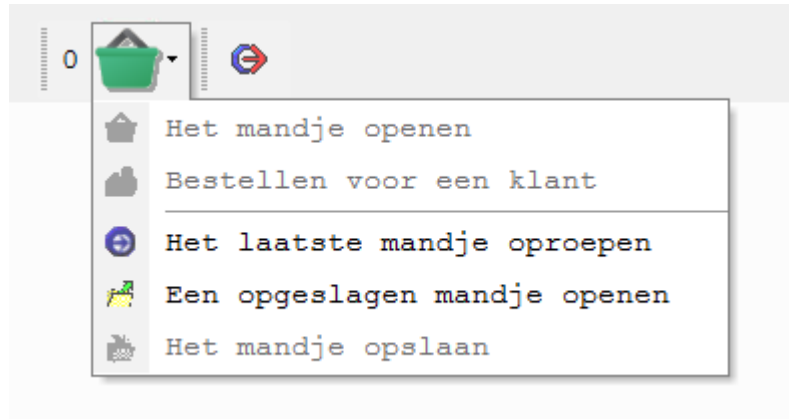 0
Het mandje openen
Bestellen voor een klant
Het laatste mandje oproepen
Een opgeslagen mandje openen
Het mandje opslaan